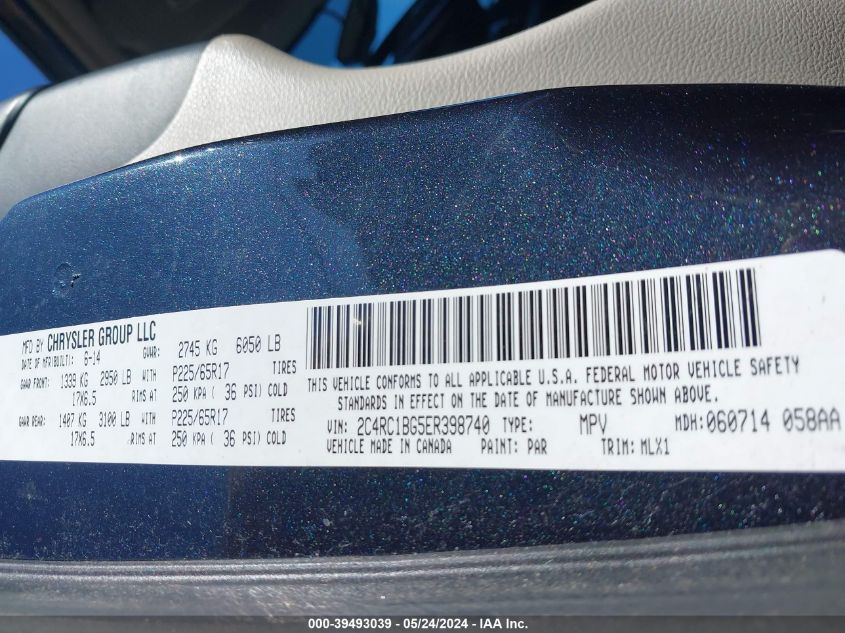 MFD BY CHRYSLER GROUP LLC
DATE OF MFR(BUILT): 6-14 GVWR: 2745 KG 6050 LB
GAWR FRONT: 1339 KG 2950 LB WITH P225/65R17 TIRES
17X6.5 RIMS AT 250 KPA ( 36 PSI) COLD
GAWR REAR: 1407 KG 3100 LB WITH P225/65R17 TIRES
17X6.5 RIMS AT 250 KPA ( 36 PSI) COLD
THIS VEHICLE CONFORMS TO ALL APPLICABLE U.S.A. FEDERAL MOTOR VEHICLE SAFETY
STANDARDS IN EFFECT ON THE DATE OF MANUFACTURE SHOWN ABOVE.
VIN: 2C4RC1BG5ER398740 TYPE: MPV MDH: 060714 058AA
VEHICLE MADE IN CANADA PAINT: PAR TRIM: MLX1
000-39493039 / 05/24/2024 - IAA Inc.